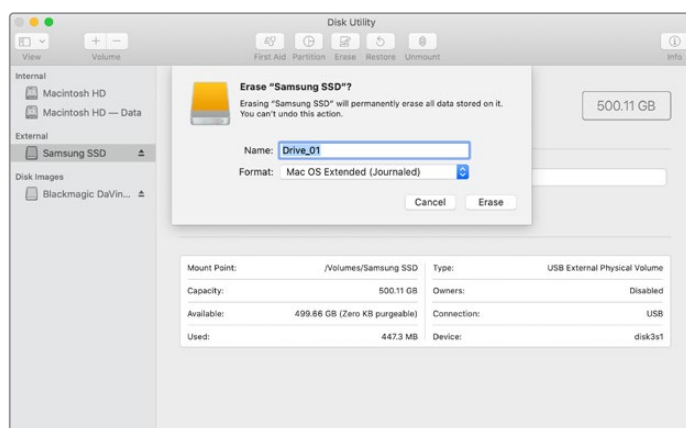 Disk Utility
View
Volume
First Aid
Partition
Erase
Restore
Unmount
Info
Internal
Macintosh HD
Macintosh HD — Data
External
Samsung SSD
Disk Images
Blackmagic DaVin...
Erase “Samsung SSD”?
Erasing “Samsung SSD” will permanently erase all data stored on it.
You can’t undo this action.
Name: Drive_01
Format: Mac OS Extended (Journaled)
Cancel
Erase
500.11 GB
Mount Point: /Volumes/Samsung SSD
Type: USB External Physical Volume
Capacity: 500.11 GB
Owners: Disabled
Available: 499.66 GB (Zero KB purgeable)
Connection: USB
Used: 447.3 MB
Device: disk3s1